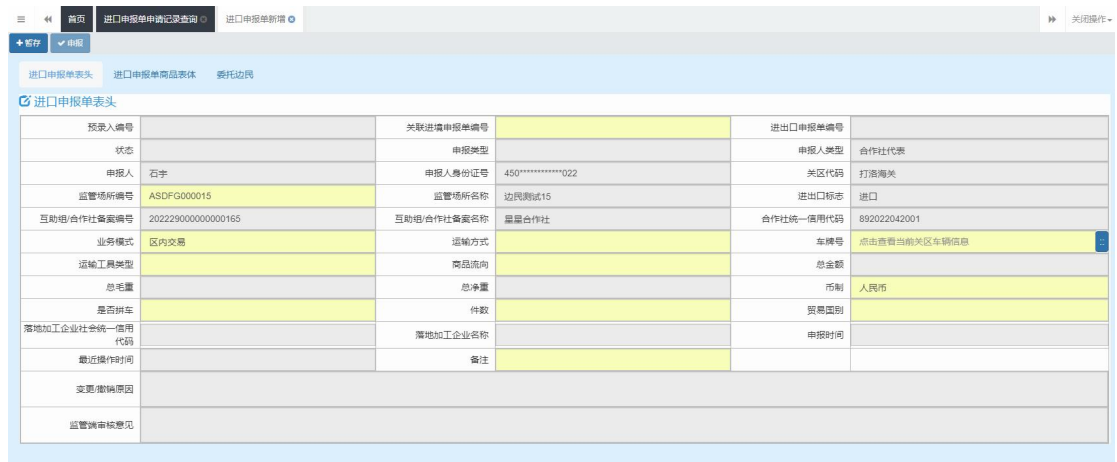 首页 进口申报单申请记录查询 进口申报单新增 关闭操作
暂存 申报
进口申报单表头 进口申报单商品表体 委托边民
进口申报单表头
预录入编号 关联进境申报单编号 进出口申报单编号
状态 申报类型 申报人类型 合作社代表
申报人 石宇 申报人身份证号 450************022 关区代码 打洛海关
监管场所编号 ASDFG000015 监管场所名称 边民测试15 进出口标志 进口
互助组/合作社备案编号 202229000000000165 互助组/合作社备案名称 星星合作社 合作社统一信用代码 892022042001
业务模式 区内交易 运输方式 车牌号 点击查看当前关区车辆信息
运输工具类型 商品流向 总金额
总毛重 总净重 币制 人民币
是否拼车 件数 贸易国别
落地加工企业社会统一信用
代码 落地加工企业名称 申报时间
最近操作时间 备注
变更/撤销原因
监管端审核意见